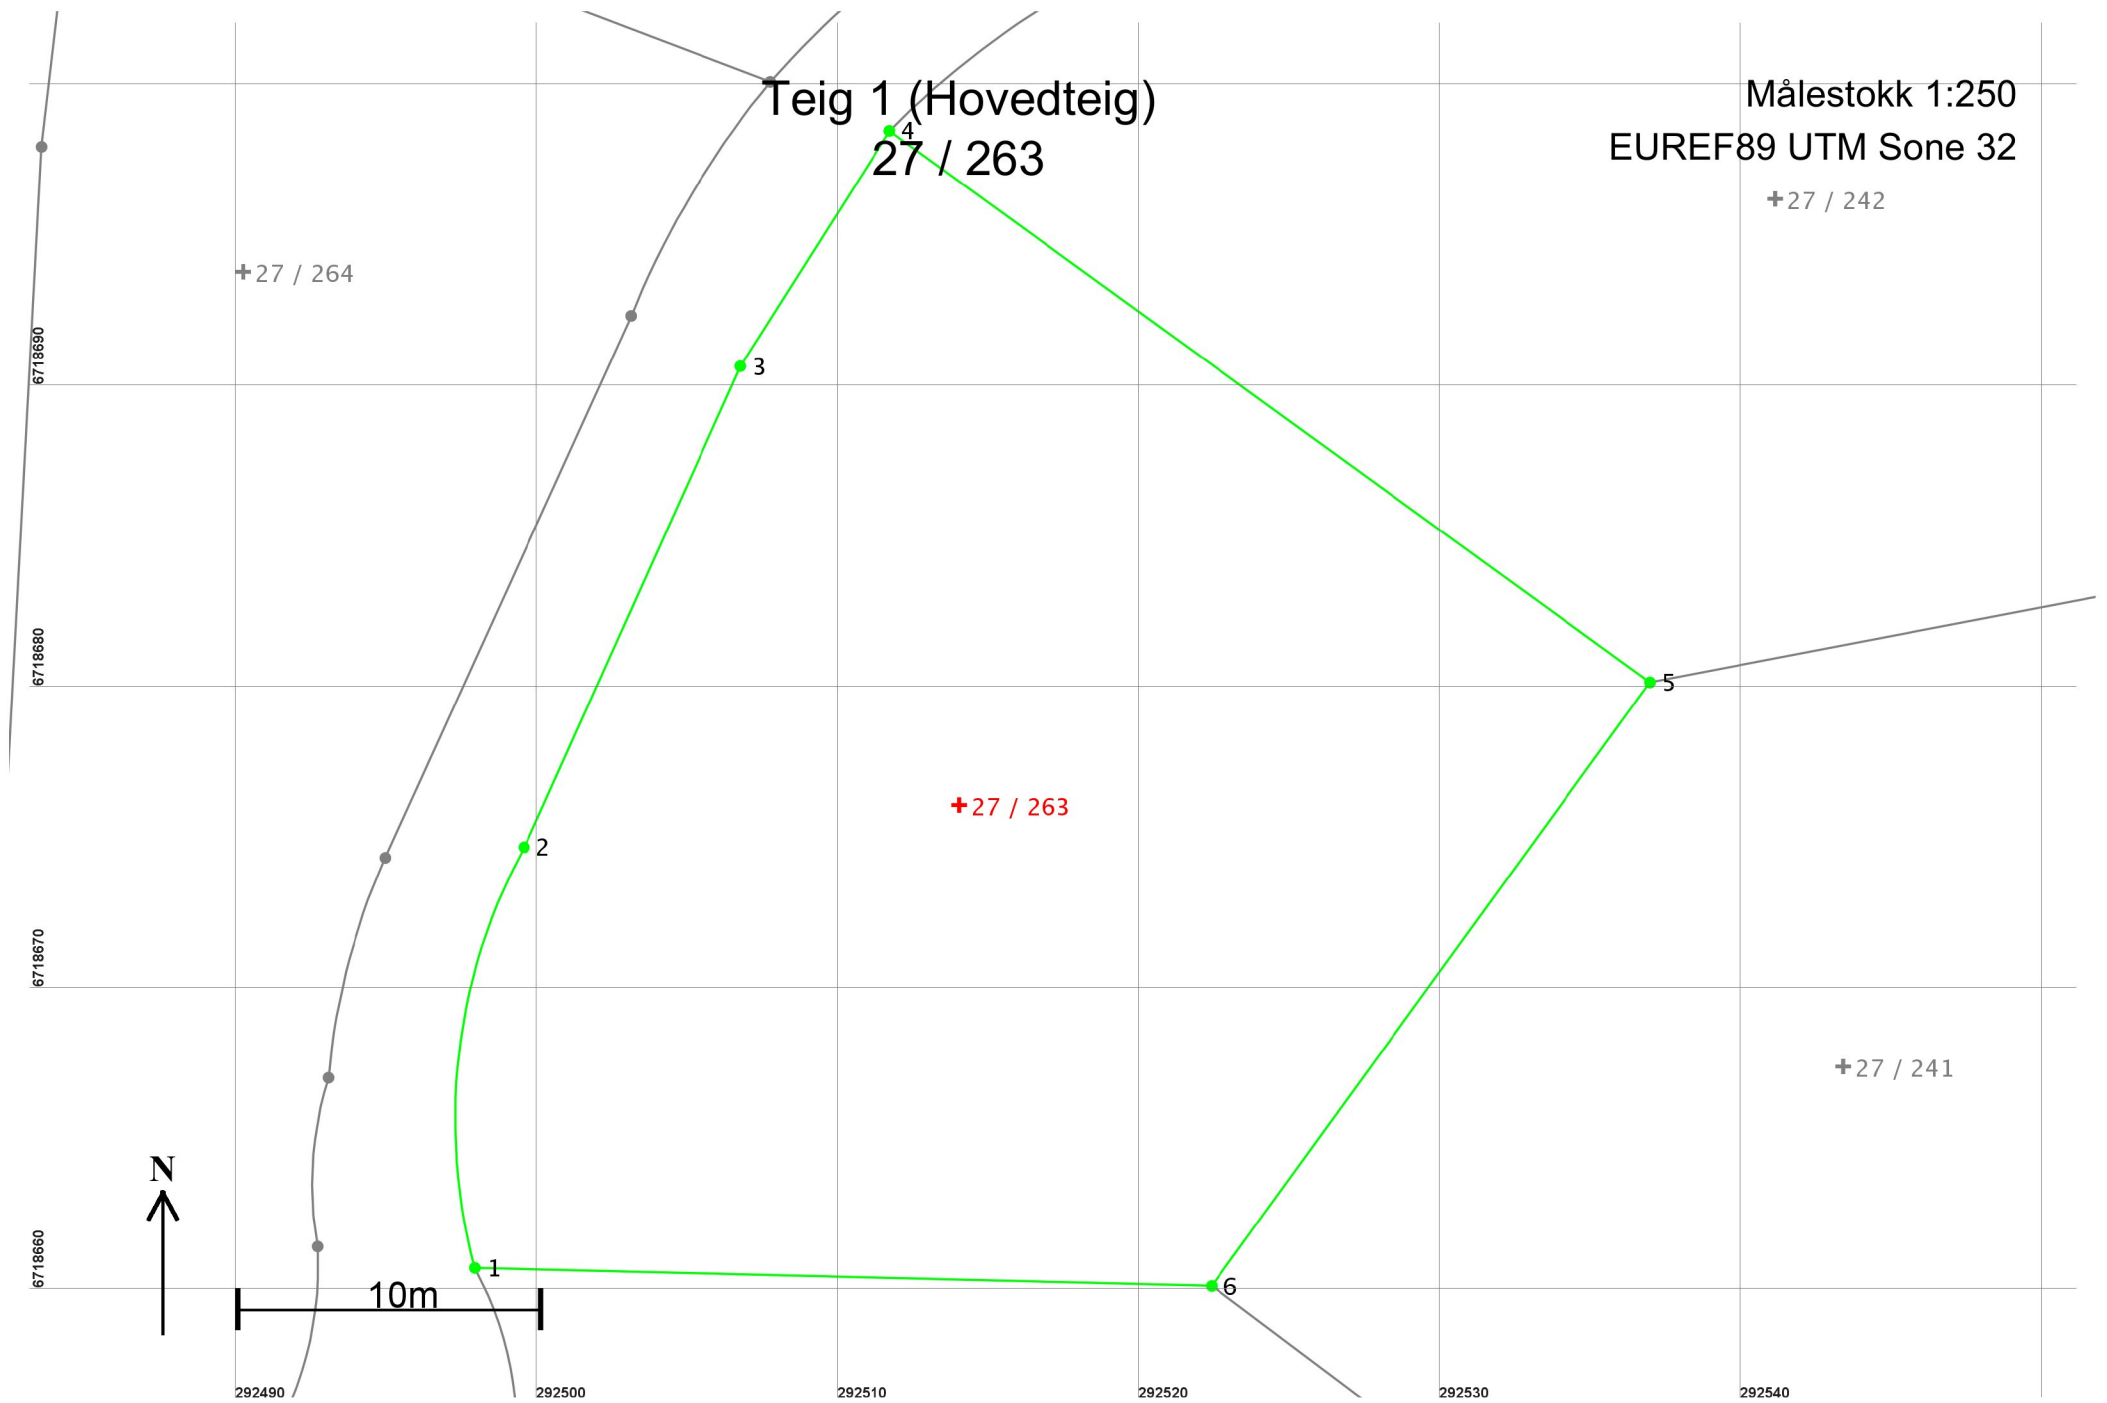 Teig 1 (Hovedteig)
27 / 263
Målestokk 1:250
EUREF89 UTM Sone 32
4
27 / 242
27 / 264
6718690
3
6718680
5
27 / 263
2
6718670
27 / 241
N
6718660
1
6
10m
292490
292500
292510
292520
292530
292540